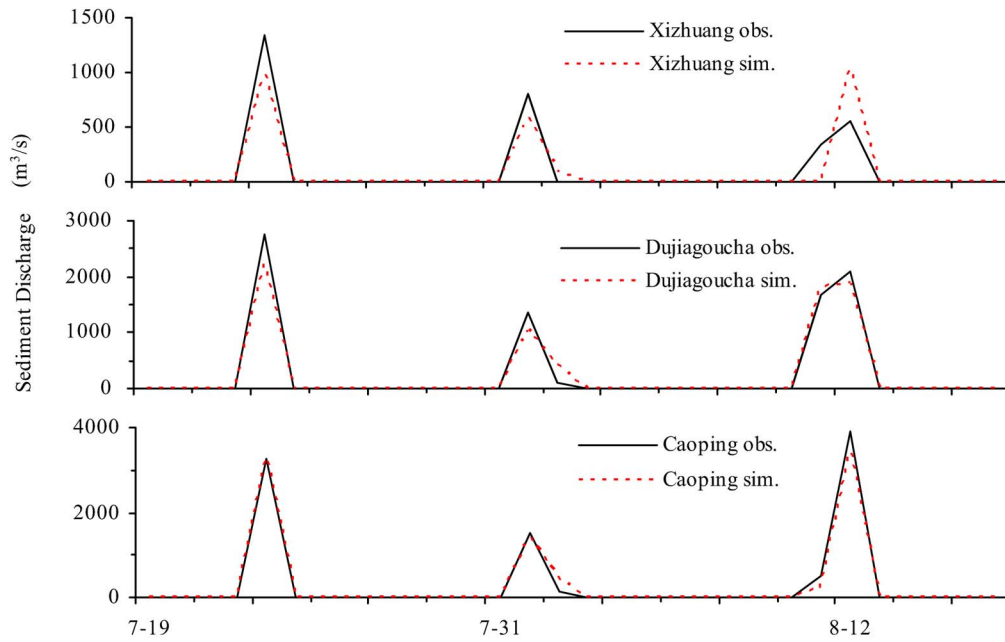 1500
1000
500
0
Xizhuang obs.
Xizhuang sim.
Sediment Discharge (m³/s)
3000
2000
1000
0
Dujiagoucha obs.
Dujiagoucha sim.
4000
2000
0
Caoping obs.
Caoping sim.
7-19
7-31
8-12